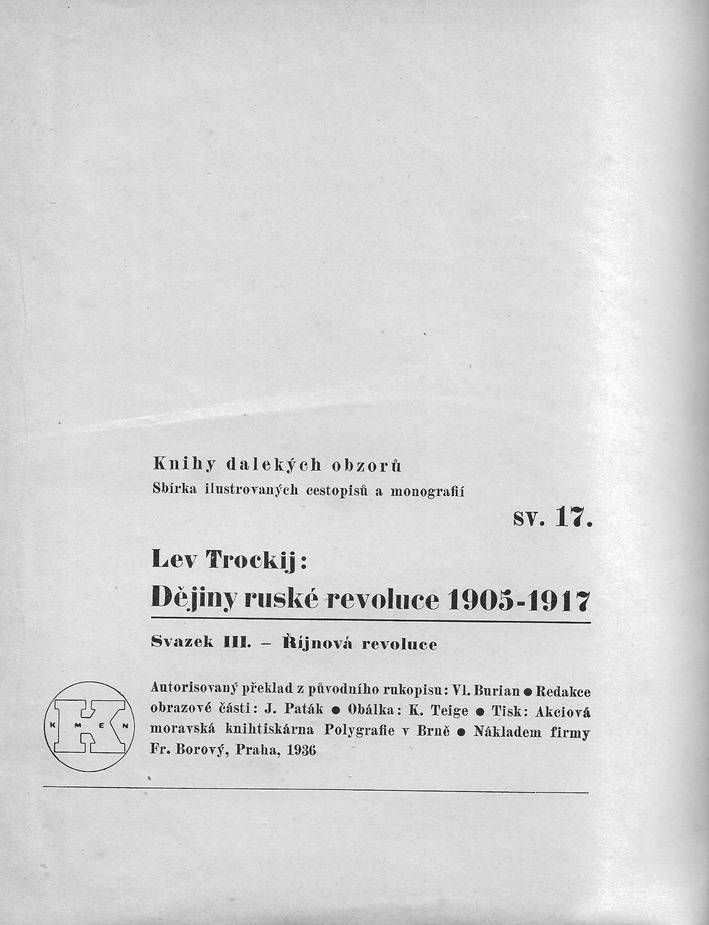 Knihy dalekých obzorů
Sbírka ilustrovaných cestopisů a monografií
sv. 17.
Lev Trockij:
Dějiny ruské revoluce 1905-1917
Svazek III. – Říjnová revoluce
Autorisovaný překlad z původního rukopisu: Vl. Burian ● Redakce
obrazové části: J. Paták ● Obálka: K. Teige ● Tisk: Akciová
moravská knihtiskárna Polygrafie v Brně ● Nákladem firmy
Fr. Borový, Praha, 1936
K M E N